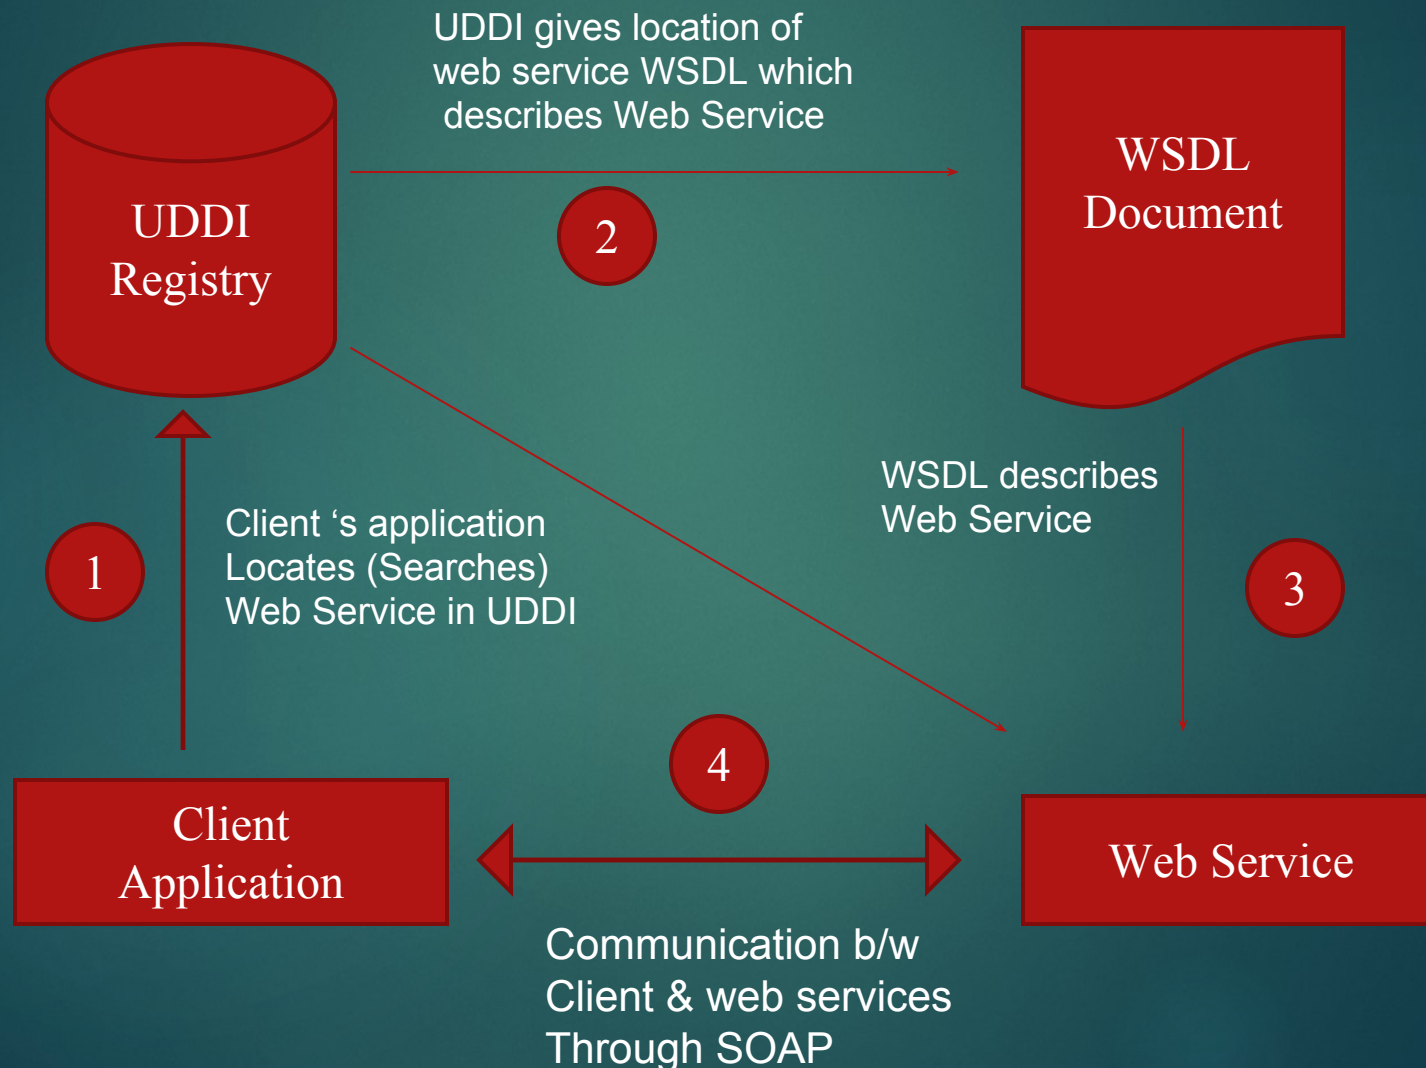 UDDI gives location of
web service WSDL which
describes Web Service
UDDI
Registry
WSDL
Document
2
WSDL describes
Web Service
Client ‘s application
Locates (Searches)
Web Service in UDDI
1
3
4
Client
Application
Web Service
Communication b/w
Client & web services
Through SOAP